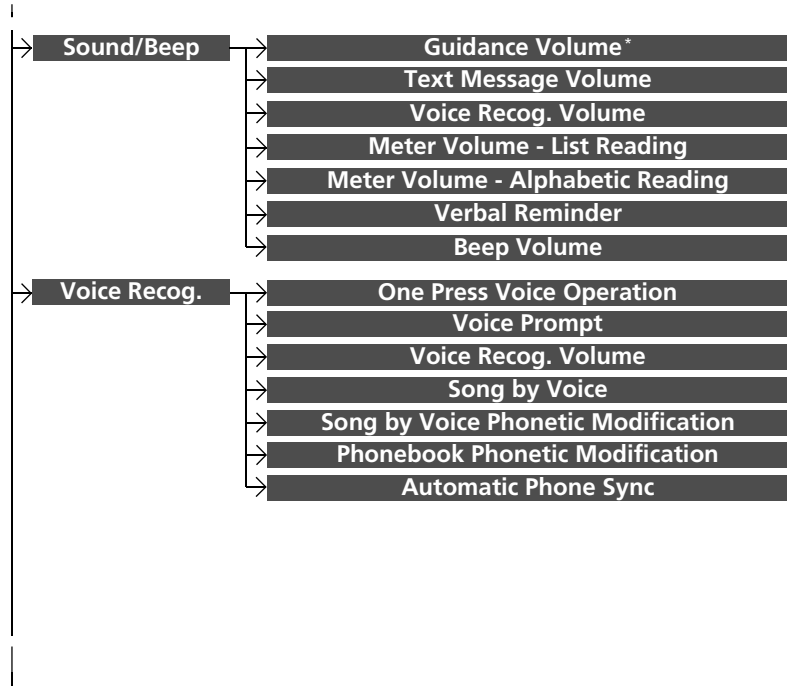 Sound/Beep
Guidance Volume*
Text Message Volume
Voice Recog. Volume
Meter Volume - List Reading
Meter Volume - Alphabetic Reading
Verbal Reminder
Beep Volume
Voice Recog.
One Press Voice Operation
Voice Prompt
Voice Recog. Volume
Song by Voice
Song by Voice Phonetic Modification
Phonebook Phonetic Modification
Automatic Phone Sync